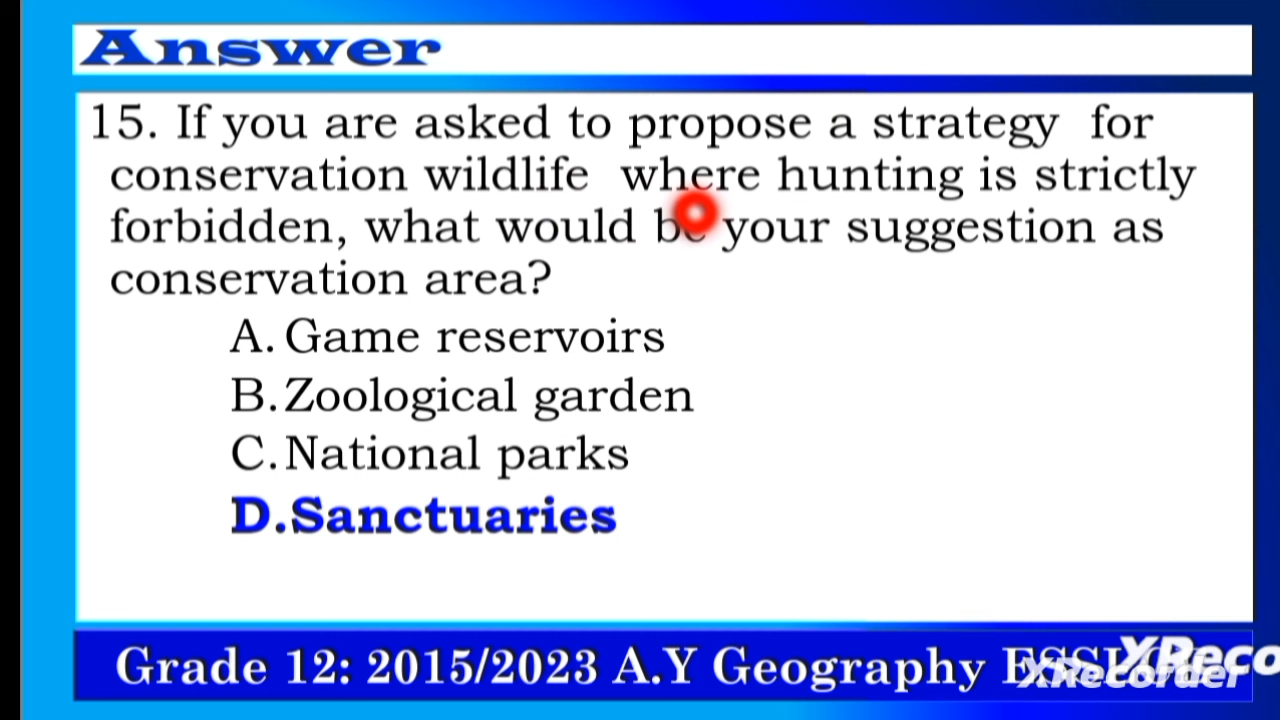 Answer
15. If you are asked to propose a strategy for
conservation wildlife where hunting is strictly
forbidden, what would be your suggestion as
conservation area?
A. Game reservoirs
B. Zoological garden
C. National parks
D. Sanctuaries
Grade 12: 2015/2023 A.Y Geography
XRecorder